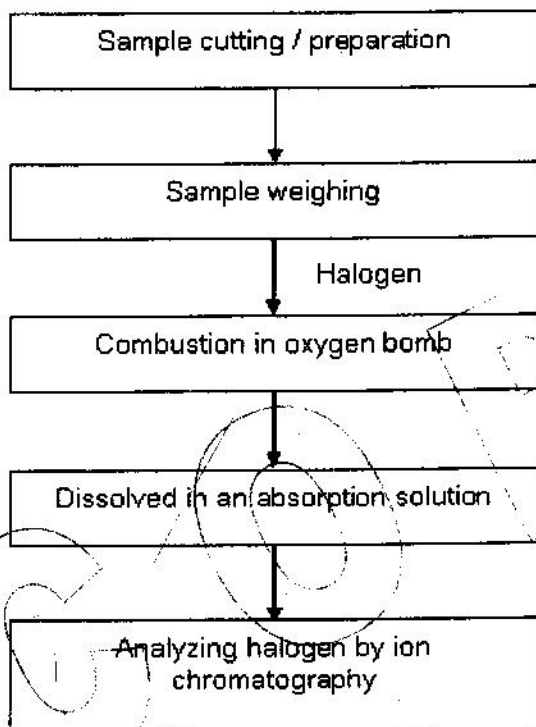 Sample cutting / preparation
Sample weighing
Halogen
Combustion in oxygen bomb
Dissolved in an absorption solution
Analyzing halogen by ion
chromatography